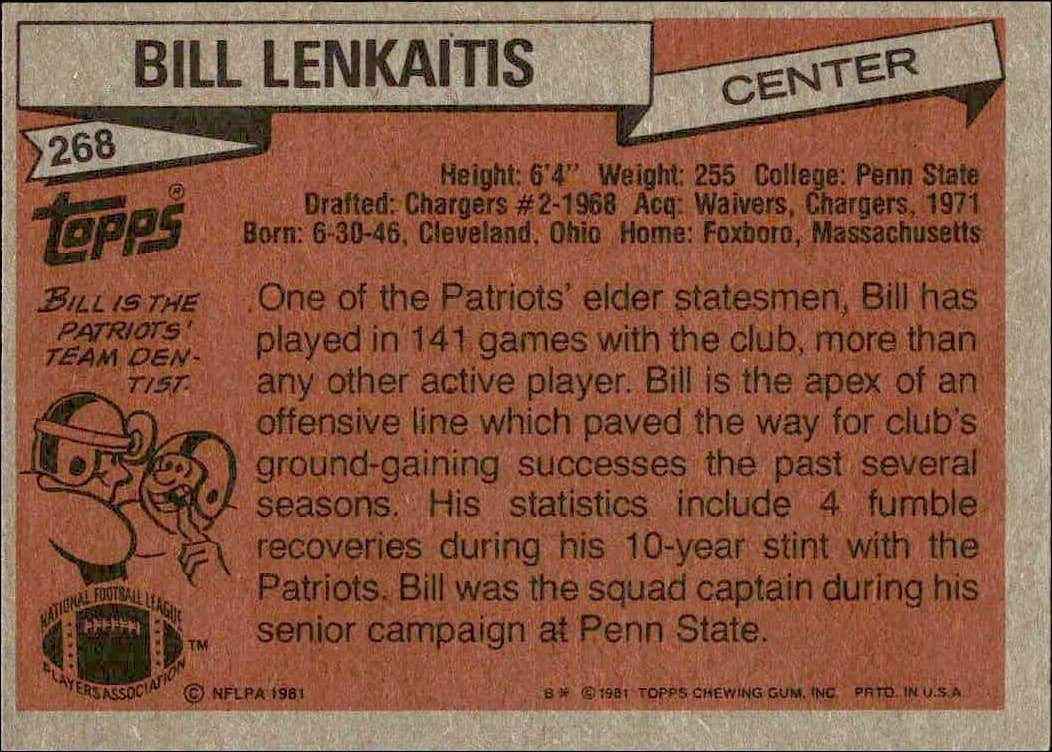 BILL LENKAITIS
CENTER
268
Height: 6'4" Weight: 255 College: Penn State
Drafted: Chargers #2-1968 Acq: Waivers, Chargers, 1971
Born: 6-30-46, Cleveland, Ohio Home: Foxboro, Massachusetts
topps®
BILL IS THE
PATRIOTS'
TEAM DEN-
TIST.
One of the Patriots' elder statesmen, Bill has
played in 141 games with the club, more than
any other active player. Bill is the apex of an
offensive line which paved the way for club's
ground-gaining successes the past several
seasons. His statistics include 4 fumble
recoveries during his 10-year stint with the
Patriots. Bill was the squad captain during his
senior campaign at Penn State.
NATIONAL FOOTBALL LEAGUE
PLAYERS ASSOCIATION
TM
© NFLPA 1981
B* © 1981 TOPPS CHEWING GUM, INC. PRTD. IN U.S.A.